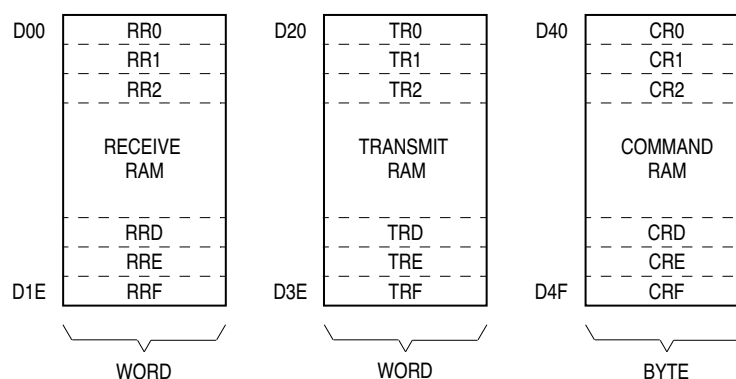 D00 RR0 D20 TR0 D40 CR0
RR1 TR1 CR1
RR2 TR2 CR2
RECEIVE TRANSMIT COMMAND
RAM RAM RAM
RRD TRD CRD
RRE TRE CRE
D1E RRF D3E TRF D4F CRF
WORD WORD BYTE